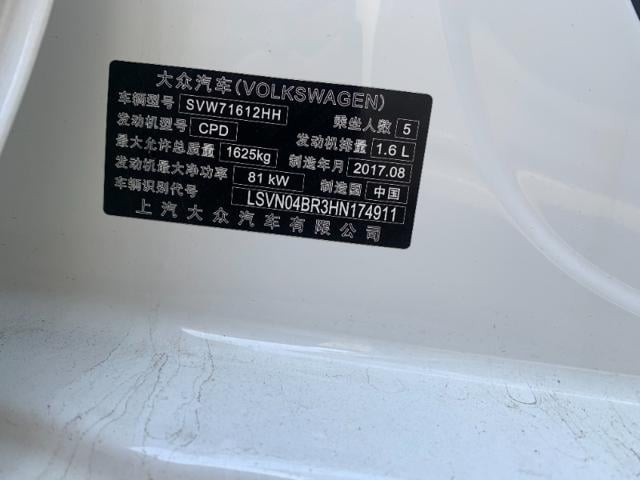 大众汽车(VOLKSWAGEN)
车辆型号 SVW71612HH 乘坐人数 5
发动机型号 CPD 发动机排量 1.6 L
最大允许总质量 1625kg 制造年月 2017.08
发动机最大净功率 81 kW 制造国 中国
车辆识别代号 LSVN04BR3HN174911
上汽大众汽车有限公司